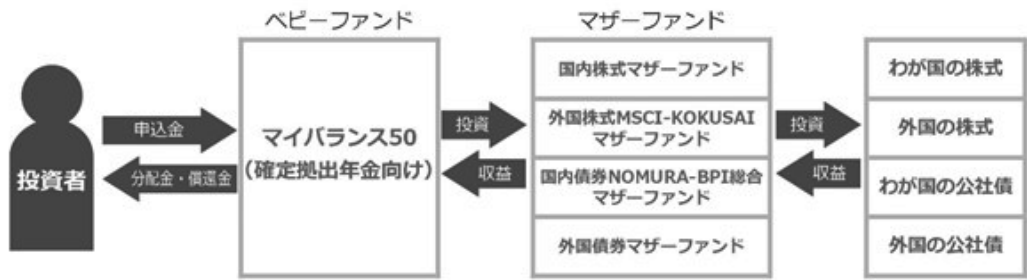 ベビーファンド
マザーファンド
投資者
申込金
分配金・償還金
マイバランス50
(確定拠出年金向け)
投資
収益
国内株式マザーファンド
外国株式MSCI-KOKUSAI
マザーファンド
国内債券NOMURA-BPI総合
マザーファンド
外国債券マザーファンド
投資
収益
わが国の株式
外国の株式
わが国の公社債
外国の公社債